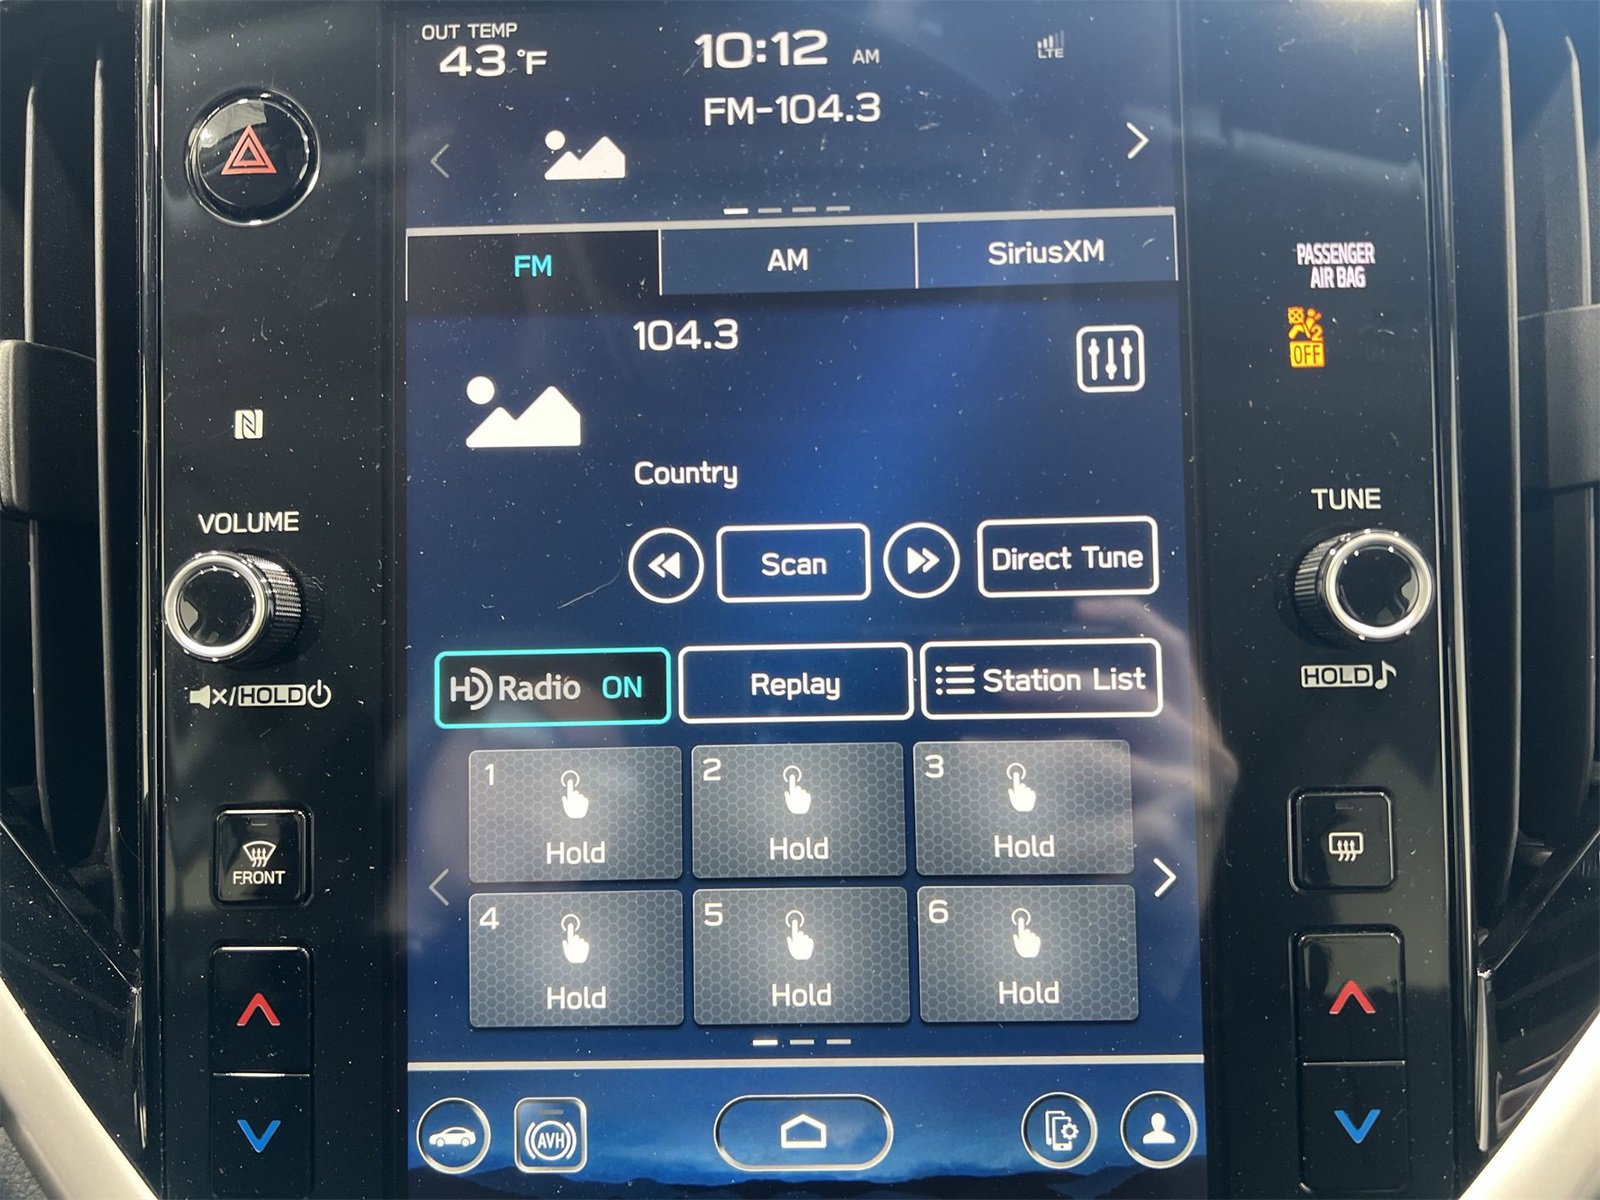 OUT TEMP
43 °F
10:12 AM
LTE
FM-104.3
FM
AM
SiriusXM
PASSENGER
AIR BAG
2
OFF
104.3
Country
VOLUME
TUNE
Scan
Direct Tune
HD Radio ON
Replay
Station List
/HOLD
HOLD
1
Hold
2
Hold
3
Hold
FRONT
4
Hold
5
Hold
6
Hold
AVH